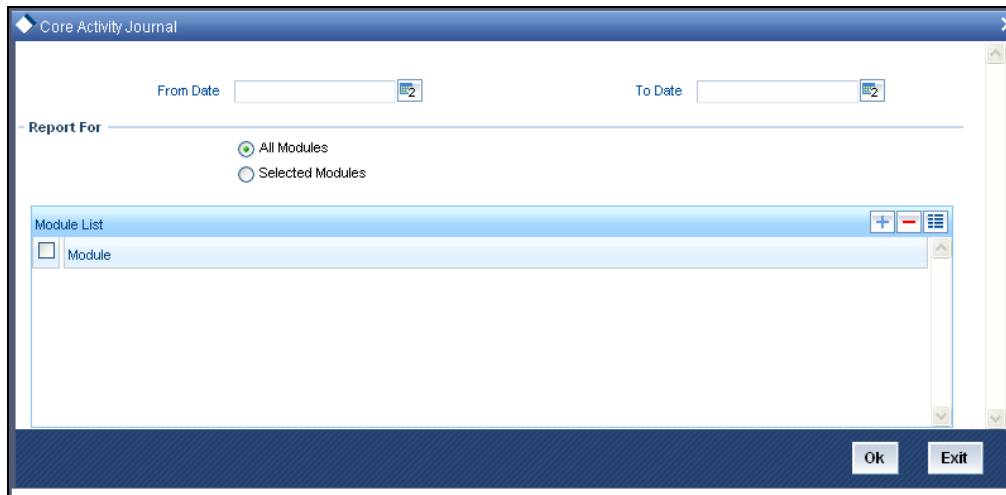 Core Activity Journal
From Date
To Date
Report For
All Modules
Selected Modules
Module List
Module
Ok
Exit